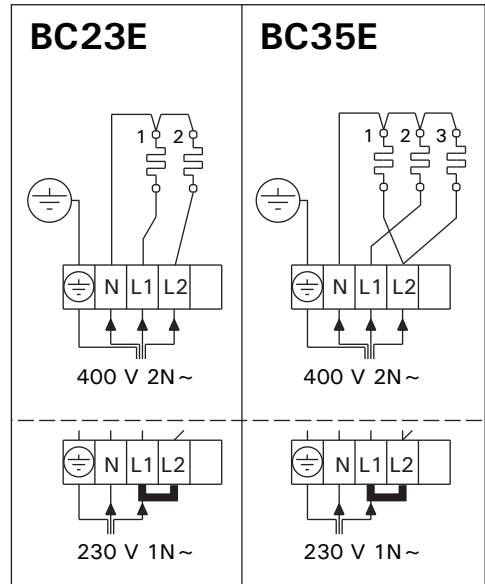 BC23E
1 2
N L1 L2
400 V 2N~
N L1 L2
230 V 1N~
BC35E
1 2 3
N L1 L2
400 V 2N~
N L1 L2
230 V 1N~